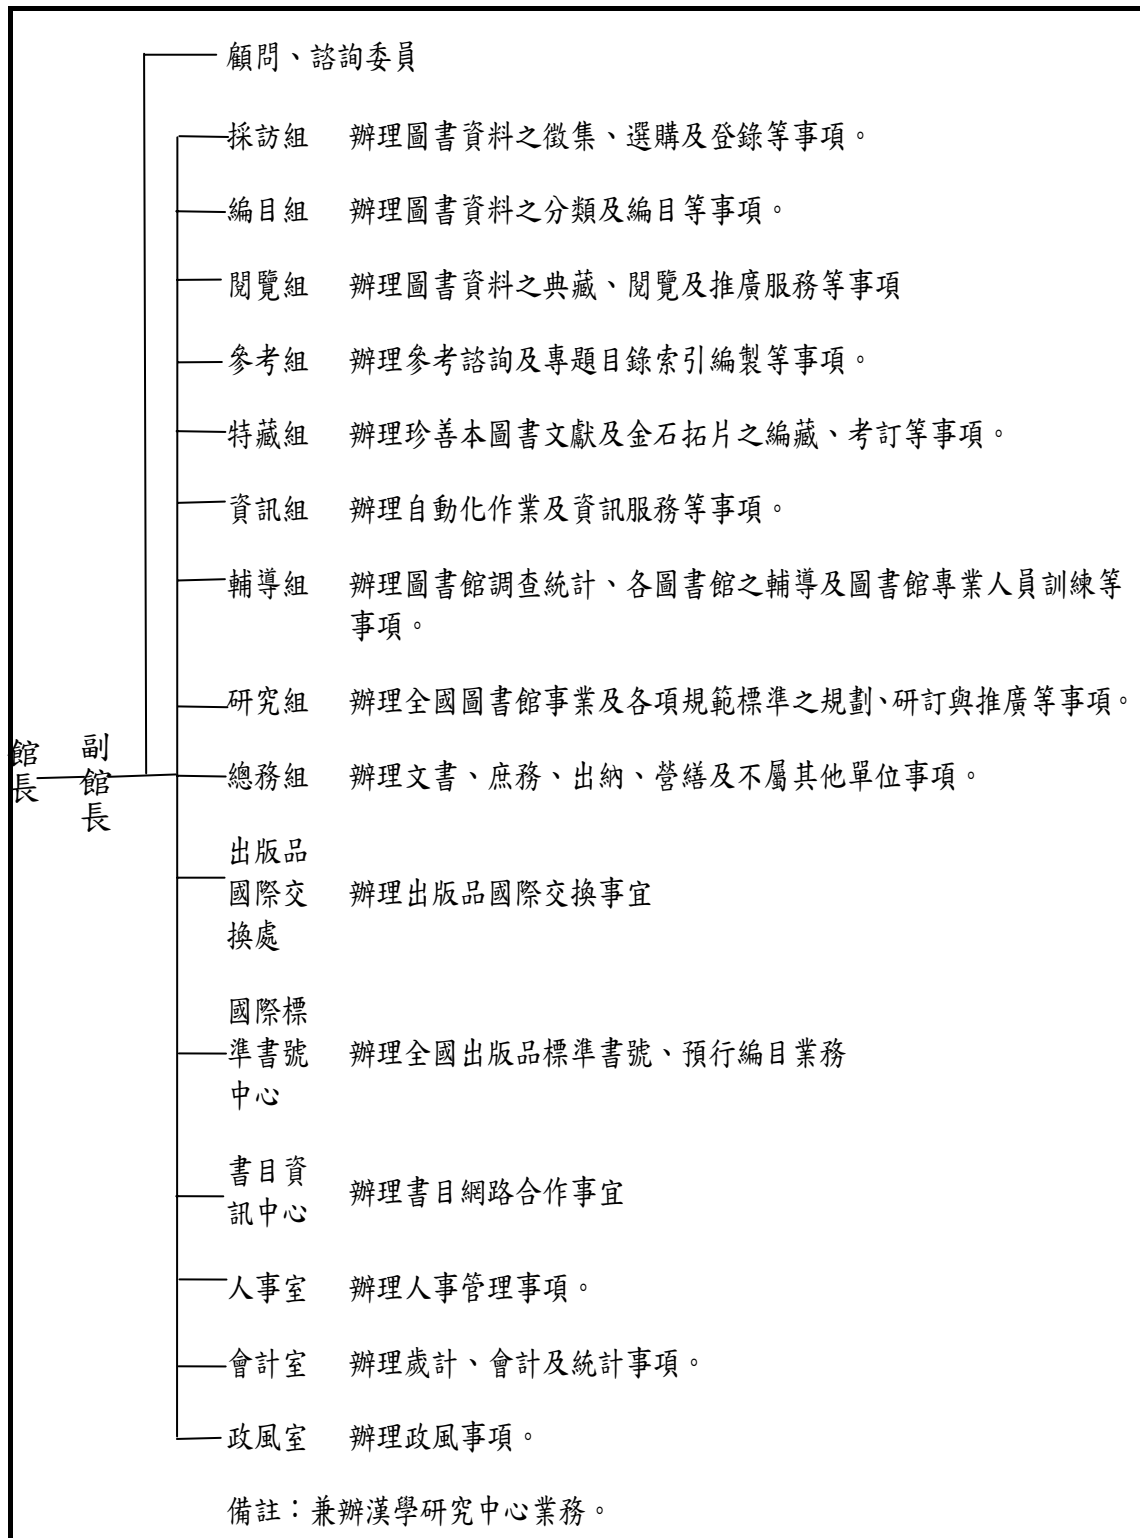 顧問、諮詢委員
採訪組 辦理圖書資料之徵集、選購及登錄等事項。
編目組 辦理圖書資料之分類及編目等事項。
閱覽組 辦理圖書資料之典藏、閱覽及推廣服務等事項
參考組 辦理參考諮詢及專題目錄索引編製等事項。
特藏組 辦理珍善本圖書文獻及金石拓片之編藏、考訂等事項。
資訊組 辦理自動化作業及資訊服務等事項。
輔導組 辦理圖書館調查統計、各圖書館之輔導及圖書館專業人員訓練等
事項。
研究組 辦理全國圖書館事業及各項規範標準之規劃、研訂與推廣等事項。
館長
副館長
總務組 辦理文書、庶務、出納、營繕及不屬其他單位事項。
出版品
國際交 辦理出版品國際交換事宜
換處
國際標
準書號 辦理全國出版品標準書號、預行編目業務
中心
書目資
訊中心 辦理書目網路合作事宜
人事室 辦理人事管理事項。
會計室 辦理歲計、會計及統計事項。
政風室 辦理政風事項。
備註：兼辦漢學研究中心業務。